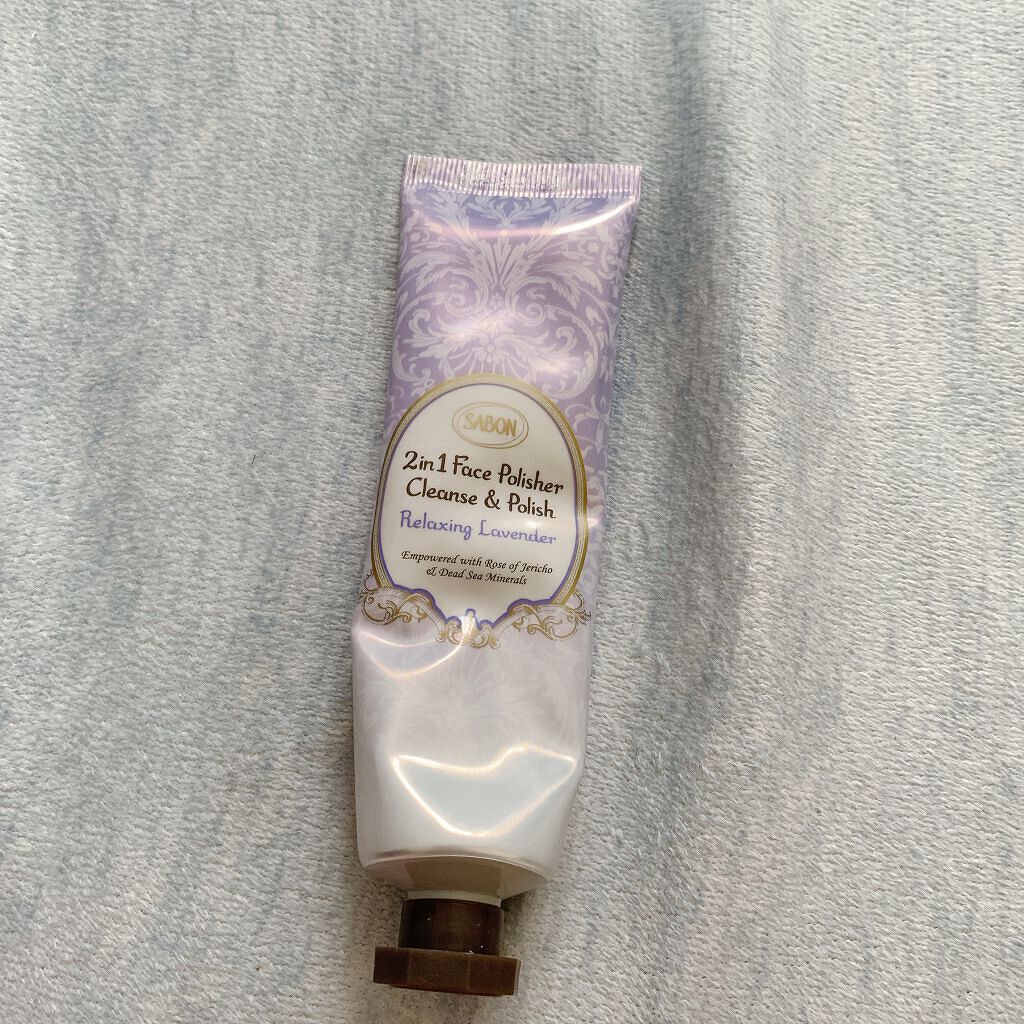 SABON
2in1 Face Polisher
Cleanse & Polish
Relaxing Lavender
Empowered with Rose of Jericho
& Dead Sea Minerals